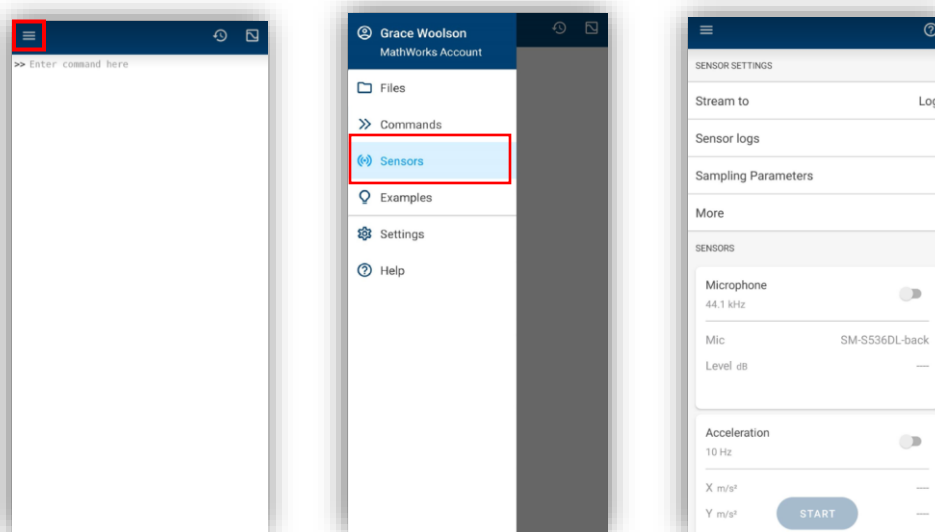 >> Enter command here
Grace Woolson
MathWorks Account
Files
Commands
Sensors
Examples
Settings
Help
SENSOR SETTINGS
Stream to
Sensor logs
Sampling Parameters
More
SENSORS
Microphone
44.1 kHz
Mic SM-S536DL-back
Level dB —
Acceleration
10 Hz
X m/s² —
Y m/s² —
START